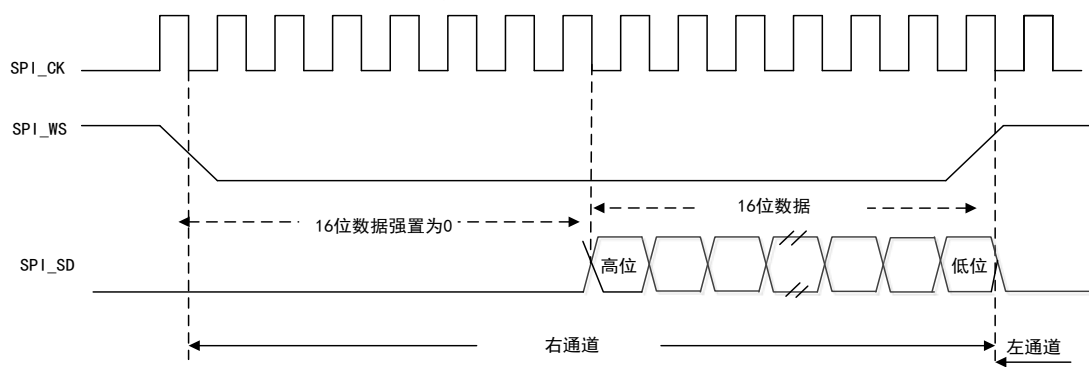 SPI_CK
SPI_WS
16位数据强置为0
16位数据
SPI_SD
高位
低位
右通道
左通道